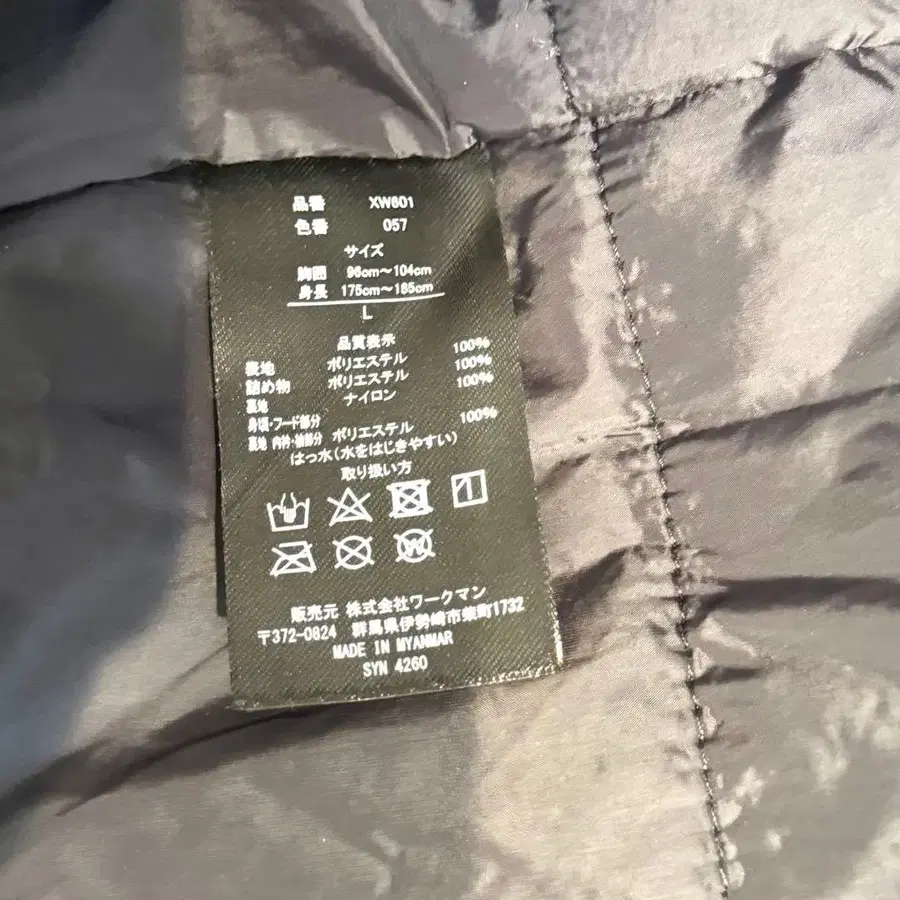 品番 XW601
色番 057
サイズ
胸囲 96cm～104cm
身長 175cm～185cm
L
品質表示
表地 ポリエステル 100%
詰め物 ポリエステル 100%
裏地 ナイロン 100%
身頃・フード部分
裏地 内衿・袖部分 ポリエステル 100%
はっ水(水をはじきやすい)
取り扱い方
W
販売元 株式会社ワークマン
〒372-0824 群馬県伊勢崎市柴町1732
MADE IN MYANMAR
SYN 4260